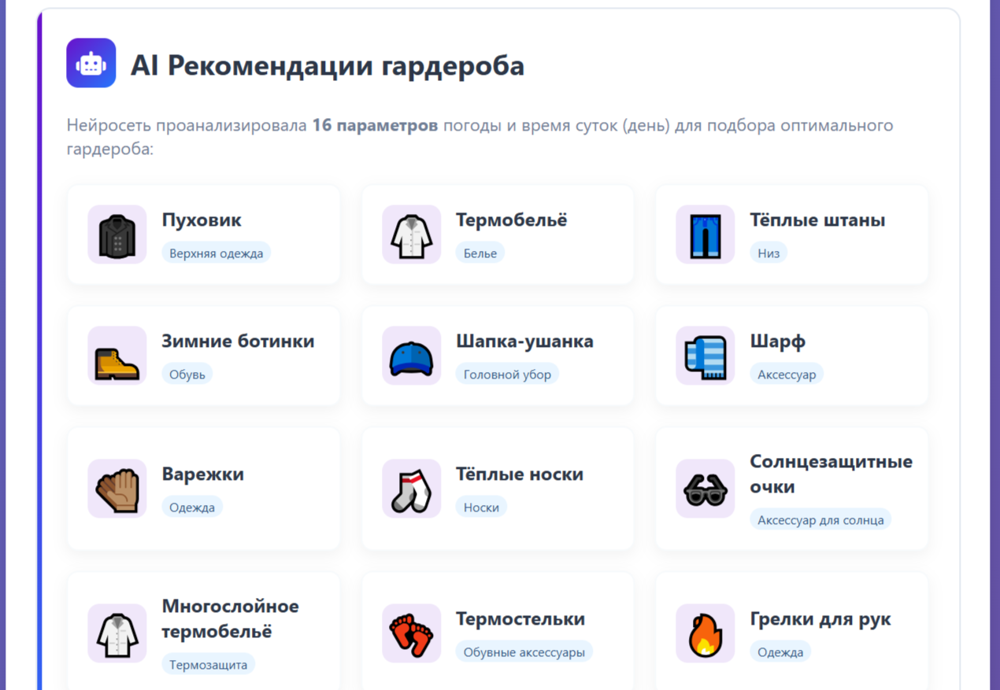 AI Рекомендации гардероба
Нейросеть проанализировала 16 параметров погоды и время суток (день) для подбора оптимального
гардероба:
Пуховик
Верхняя одежда
Термобельё
Белье
Тёплые штаны
Низ
Зимние ботинки
Обувь
Шапка-ушанка
Головной убор
Шарф
Аксессуар
Варежки
Одежда
Тёплые носки
Носки
Солнцезащитные
очки
Аксессуар для солнца
Многослойное
термобельё
Термозащита
Термостельки
Обувные аксессуары
Грелки для рук
Одежда